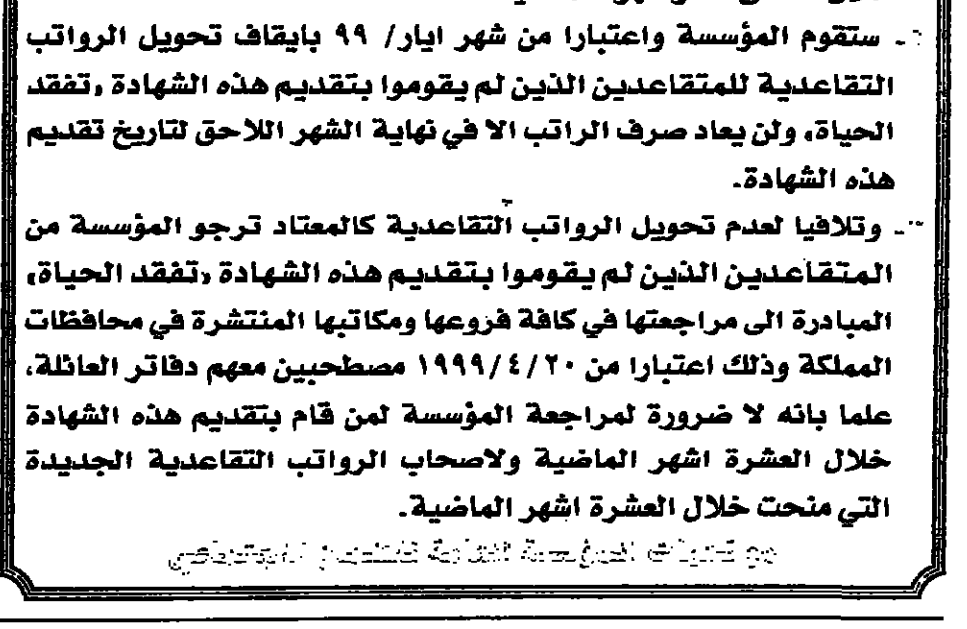 ـ ستقوم المؤسسة واعتبارا من شهر ايار/ ٩٩ بايقاف تحويل الرواتب
التقاعدية للمتقاعدين الذين لم يقوموا بتقديم هذه الشهادة «تفقد
الحياة» ولن يعاد صرف الراتب الا في نهاية الشهر اللاحق لتاريخ تقديم
هذه الشهادة.
ـ وتلافيا لعدم تحويل الرواتب التقاعدية كالمعتاد ترجو المؤسسة من
المتقاعدين الذين لم يقوموا بتقديم هذه الشهادة «تفقد الحياة»
المبادرة الى مراجعتها في كافة فروعها ومكاتبها المنتشرة في محافظات
المملكة وذلك اعتبارا من ١٩٩٩/٤/٢٠ مصطحبين معهم دفاتر العائلة،
علما بانه لا ضرورة لمراجعة المؤسسة لمن قام بتقديم هذه الشهادة
خلال العشرة اشهر الماضية ولاصحاب الرواتب التقاعدية الجديدة
التي منحت خلال العشرة اشهر الماضية.
المؤسسة العامة للضمان الاجتماعي